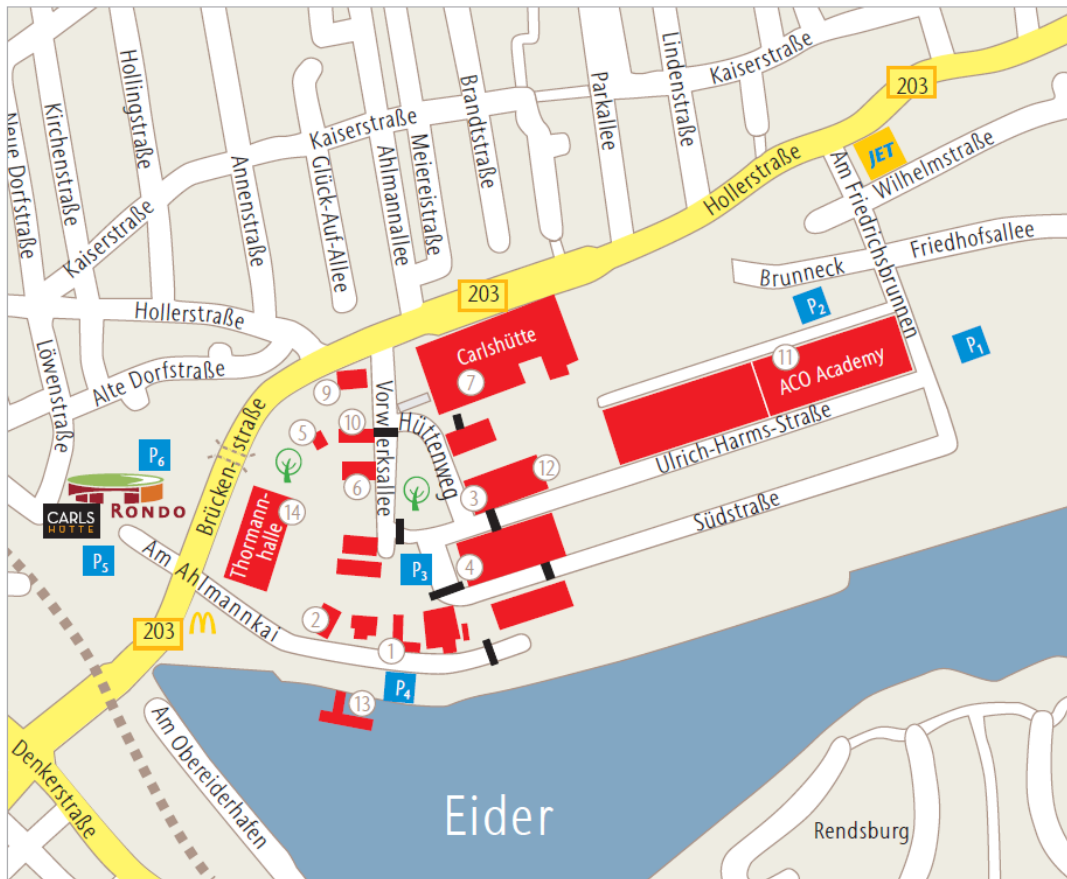 Neue Dorfstraße
Kirchenstraße
Hollingstraße
Kaiserstraße
Annenstraße
Glück-Auf-Allee
Kaiserstraße
Ahlmannallee
Meiereistraße
Brandtstraße
Parkallee
Lindenstraße
Kaiserstraße
203
JET
Hollerstraße
Am Friedrichsbrunnen
Wilhelmstraße
Friedhofsallee
Brunneck
P2
P1
203
Hollerstraße
Löwenstraße
Alte Dorfstraße
Carlshütte
7
11
ACO Academy
Ulrich-Harms-Straße
Südstraße
9
10
5
6
Vorwerksallee
Hüttenweg
12
3
4
Brücken-straße
P6
RONDO
CARLS
HÜTTE
P5
14
Thormann-
halle
Am Ahlmannkai
P3
2
1
P4
13
203
Am Obereiderhafen
Denkerstraße
Eider
Rendsburg